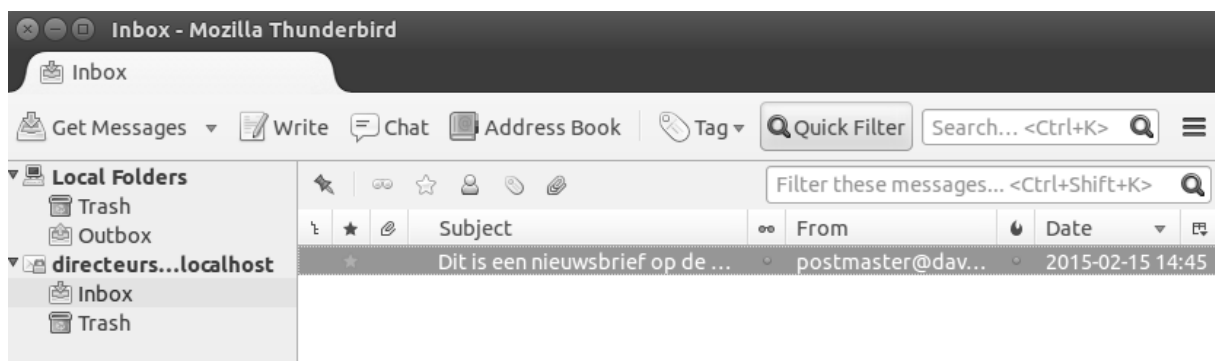 Inbox - Mozilla Thunderbird
Inbox
Get Messages Write Chat Address Book Tag Quick Filter Search... <Ctrl+K>
Local Folders
Trash
Outbox
directeurs...localhost
Inbox
Trash
Filter these messages... <Ctrl+Shift+K>
Subject From Date
Dit is een nieuwsbrief op de ... postmaster@dav... 2015-02-15 14:45